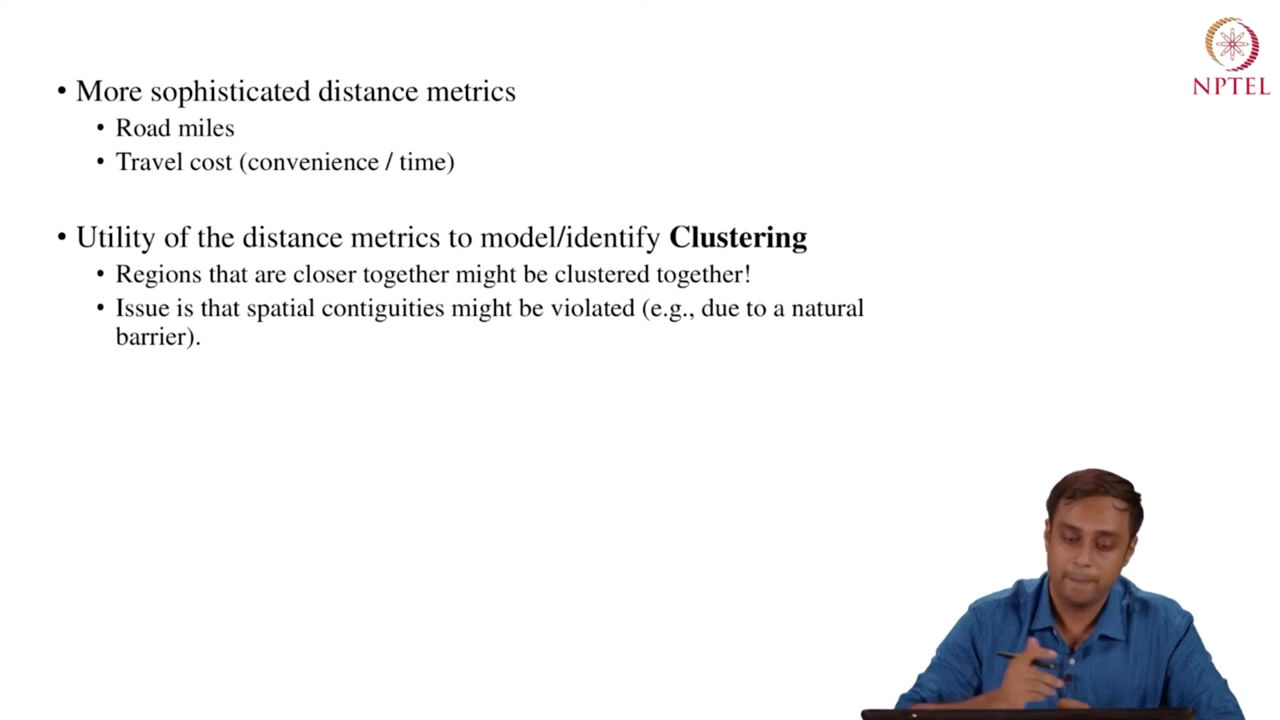 NPTEL
• More sophisticated distance metrics
• Road miles
• Travel cost (convenience / time)
• Utility of the distance metrics to model/identify Clustering
• Regions that are closer together might be clustered together!
• Issue is that spatial contiguities might be violated (e.g., due to a natural
barrier).